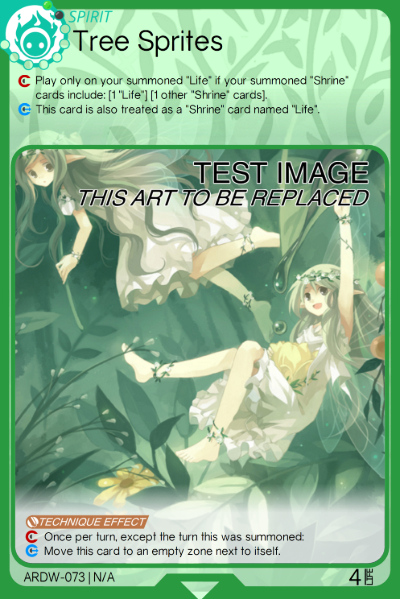 SPIRIT
Tree Sprites
C Play only on your summoned "Life" if your summoned "Shrine"
cards include: [1 "Life"] [1 other "Shrine" cards].
E This card is also treated as a "Shrine" card named "Life".
TEST IMAGE
THIS ART TO BE REPLACED
TECHNIQUE EFFECT
C Once per turn, except the turn this was summoned:
E Move this card to an empty zone next to itself.
ARDW-073 | N/A
4 LIFE